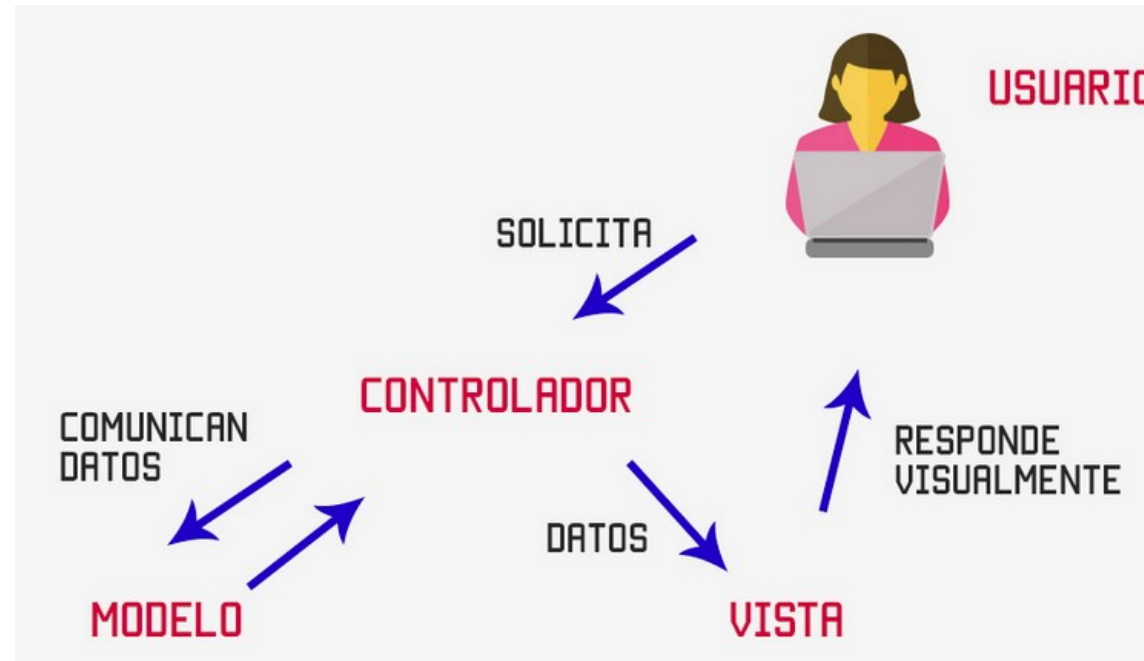 USUARIO
SOLICITA
CONTROLADOR
COMUNICAN
DATOS
RESPONDE
VISUALMENTE
DATOS
MODELO
VISTA